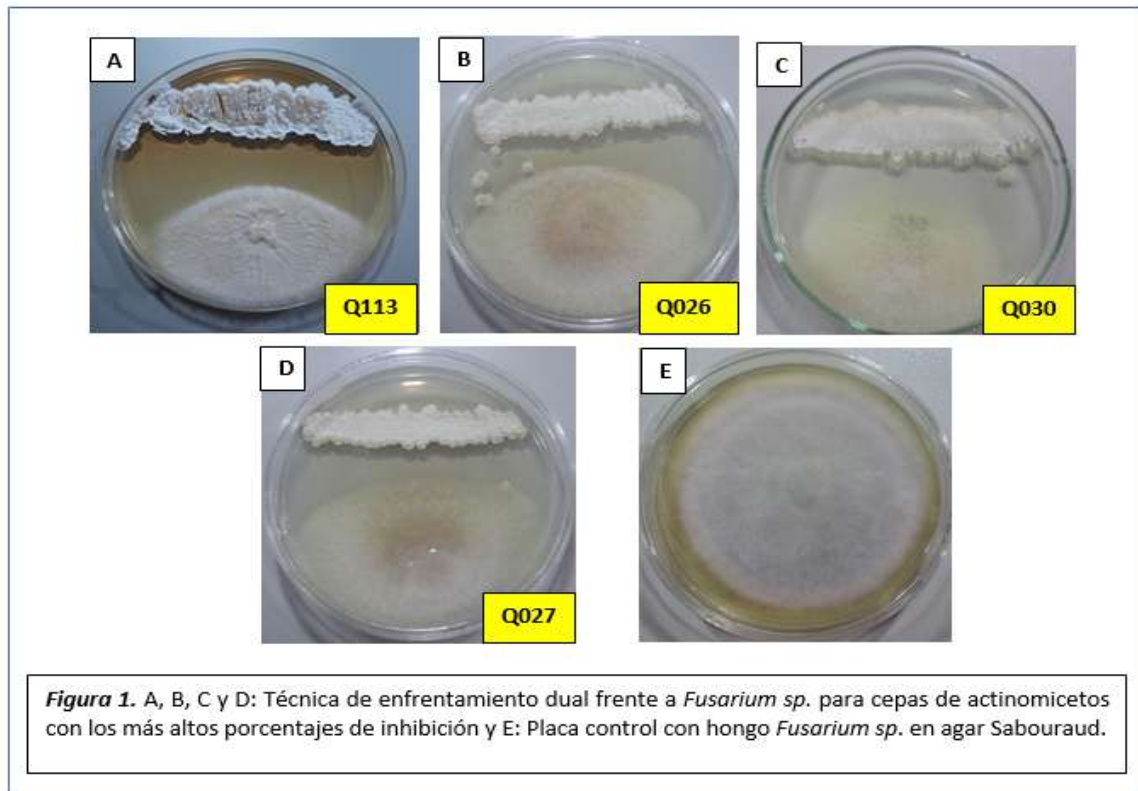 A
B
C
Q113
Q026
Q030
D
E
Q027
Figura 1. A, B, C y D: Técnica de enfrentamiento dual frente a Fusarium sp. para cepas de actinomicetos
con los más altos porcentajes de inhibición y E: Placa control con hongo Fusarium sp. en agar Sabouraud.